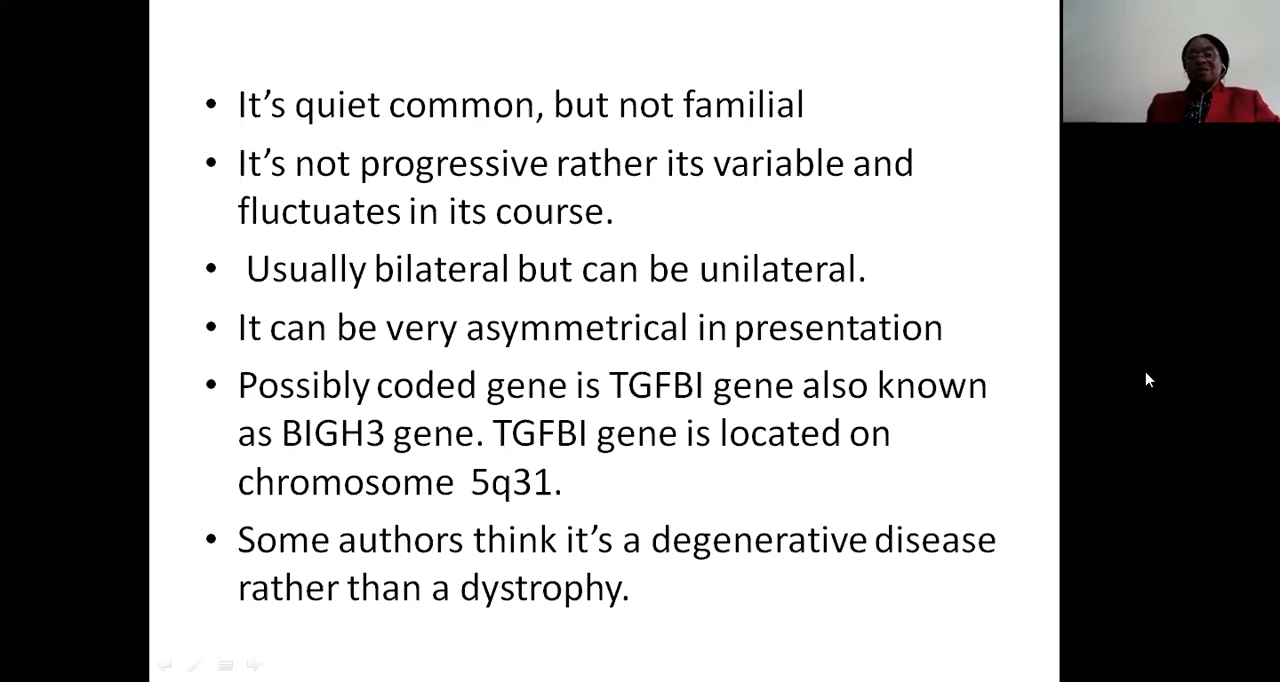 • It's quiet common, but not familial
• It's not progressive rather its variable and
fluctuates in its course.
• Usually bilateral but can be unilateral.
• It can be very asymmetrical in presentation
• Possibly coded gene is TGFBI gene also known
as BIGH3 gene. TGFBI gene is located on
chromosome 5q31.
• Some authors think it's a degenerative disease
rather than a dystrophy.